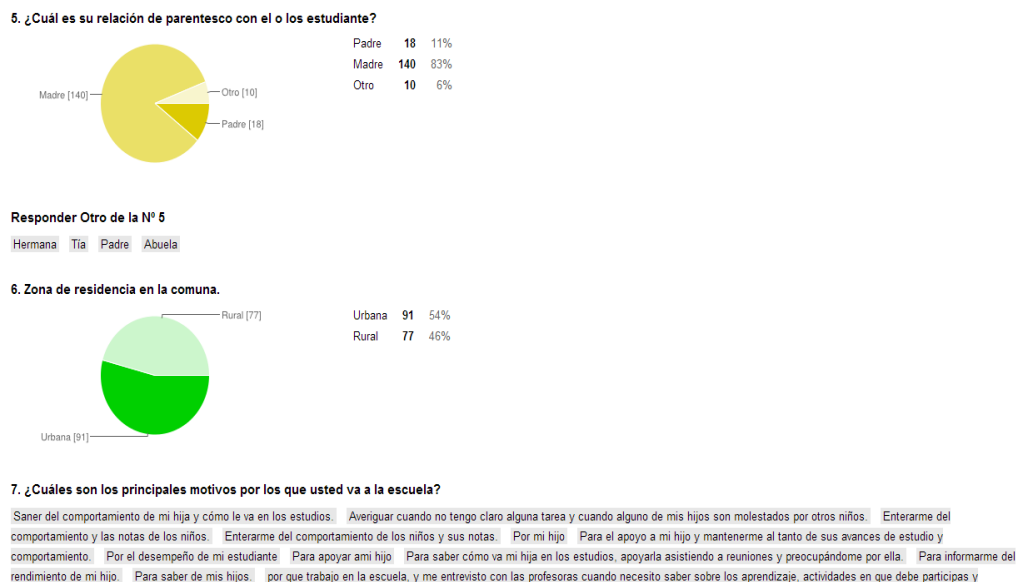 5. ¿Cuál es su relación de parentesco con el o los estudiante?
Padre 18 11%
Madre 140 83%
Otro 10 6%
Madre [140]
Otro [10]
Padre [18]
Responder Otro de la Nº 5
Hermana Tía Padre Abuela
6. Zona de residencia en la comuna.
Rural [77]
Urbana 91 54%
Rural 77 46%
Urbana [91]
7. ¿Cuáles son los principales motivos por los que usted va a la escuela?
Saner del comportamiento de mi hija y cómo le va en los estudios. Averiguar cuando no tengo claro alguna tarea y cuando alguno de mis hijos son molestados por otros niños. Enterarme del
comportamiento y las notas de los niños. Enterarme del comportamiento de los niños y sus notas. Por mi hijo Para el apoyo a mi hijo y mantenerme al tanto de sus avances de estudio y
comportamiento. Por el desempeño de mi estudiante Para apoyar ami hijo Para saber cómo va mi hija en los estudios, apoyarla asistiendo a reuniones y preocupándome por ella. Para informarme del
rendimiento de mi hijo. Para saber de mis hijos. por que trabajo en la escuela, y me entrevisto con las profesoras cuando necesito saber sobre los aprendizaje, actividades en que debe participas y